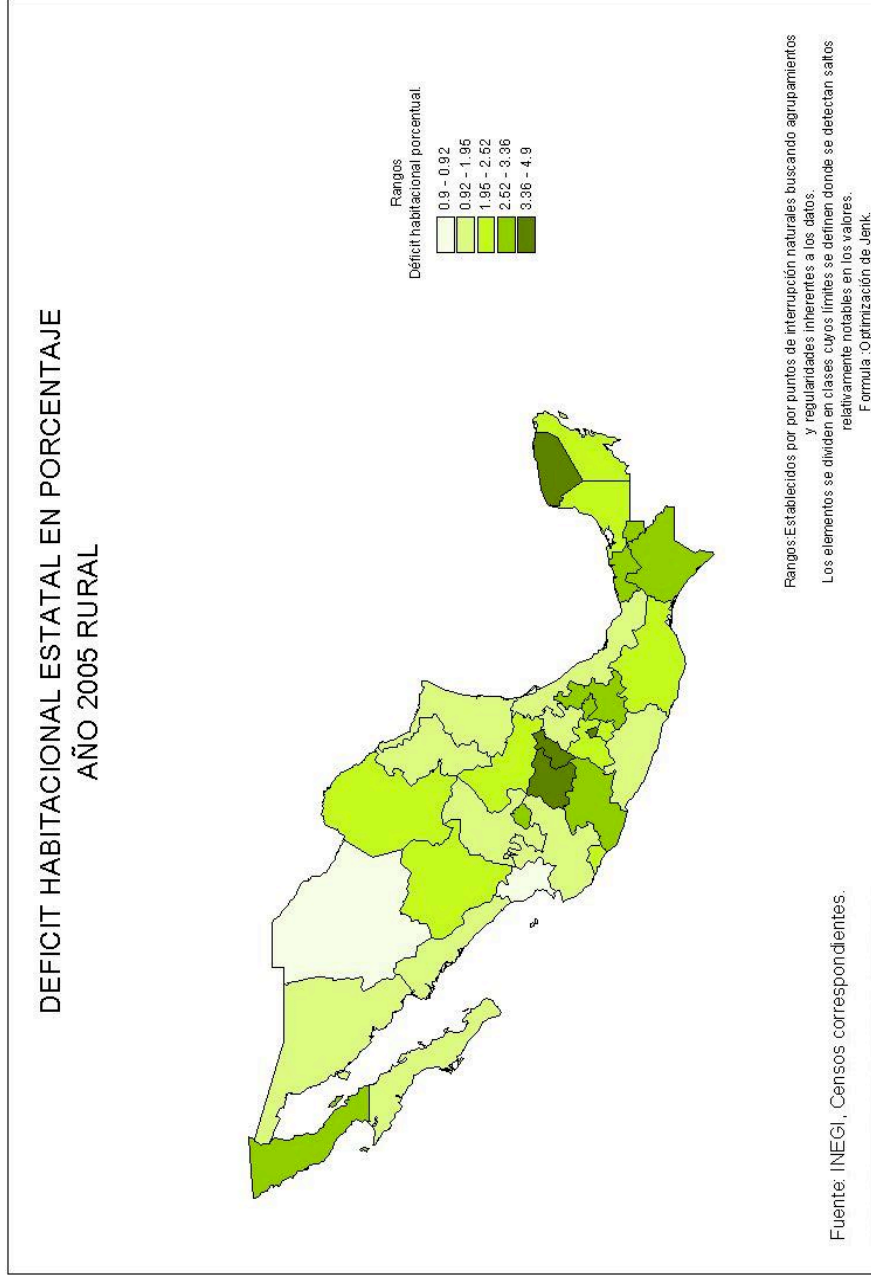 DEFICIT HABITACIONAL ESTATAL EN PORCENTAJE
AÑO 2005 RURAL
Rangos
Déficit habitacional porcentual.
0.9 - 0.92
0.92 - 1.95
1.95 - 2.52
2.52 - 3.36
3.36 - 4.9
Rangos:Establecidos por por puntos de interrupción naturales buscando agrupamientos
y regularidades inherentes a los datos.
Los elementos se dividen en clases cuyos límites se definen donde se detectan saltos
relativamente notables en los valores.
Formula :Optimización de Jenk.
Fuente: INEGI, Censos correspondientes.